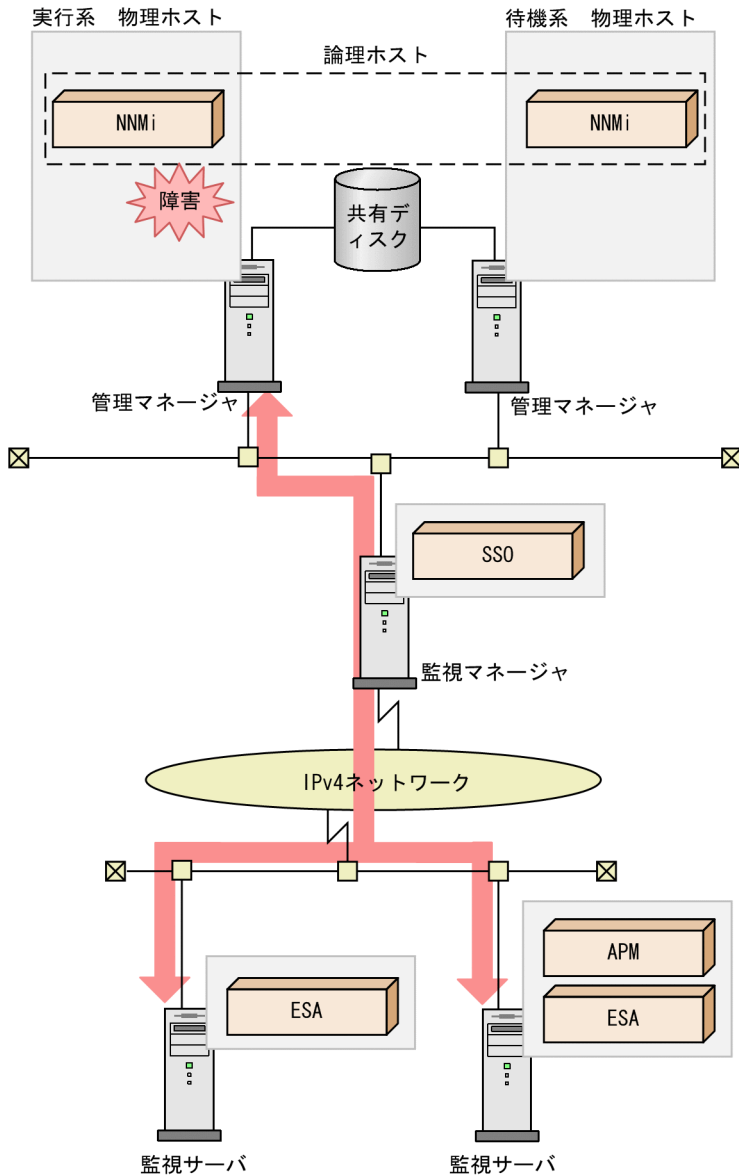 実行系　物理ホスト
待機系　物理ホスト
論理ホスト
NNMi
NNMi
障害
共有デ
ィスク
管理マネージャ
管理マネージャ
SSO
監視マネージャ
IPv4ネットワーク
APM
ESA
ESA
監視サーバ
監視サーバ